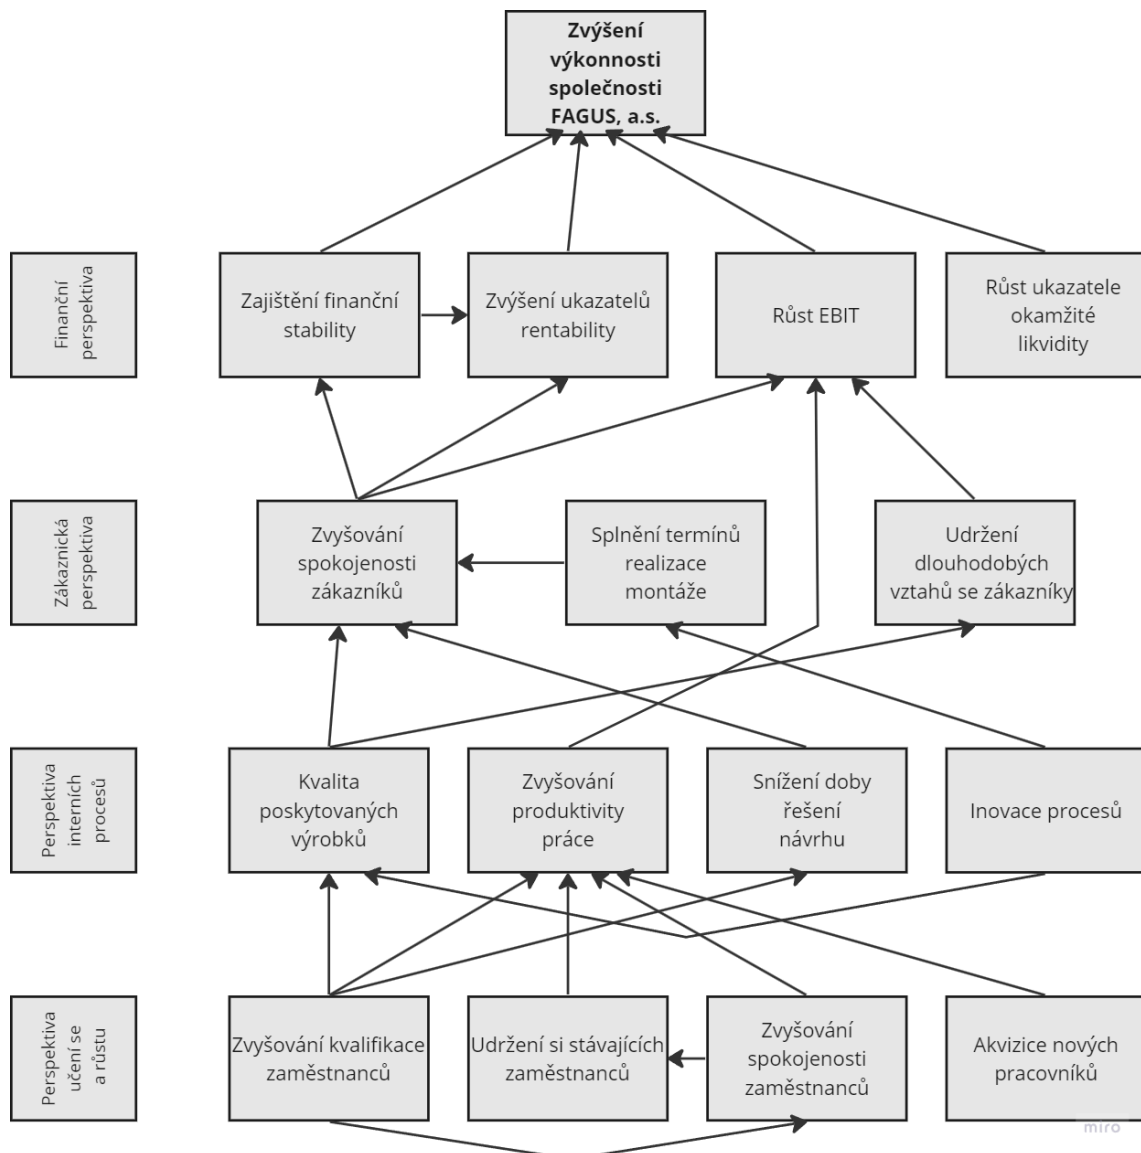 Zvýšení
výkonnosti
společnosti
FAGUS, a.s.
Finanční
perspektiva
Zajištění finanční
stability
Zvýšení ukazatelů
rentability
Růst EBIT
Růst ukazatele
okamžité
likvidity
Zákaznická
perspektiva
Zvyšování
spokojenosti
zákazníků
Splnění termínů
realizace
montáže
Udržení
dlouhodobých
vztahů se zákazníky
Perspektiva
interních
procesů
Kvalita
poskytovaných
výrobků
Zvyšování
produktivity
práce
Snížení doby
řešení
návrhu
Inovace procesů
Perspektiva
učení se
a růstu
Zvyšování kvalifikace
zaměstnanců
Udržení si stávajících
zaměstnanců
Zvyšování
spokojenosti
zaměstnanců
Akvizice nových
pracovníků
miro